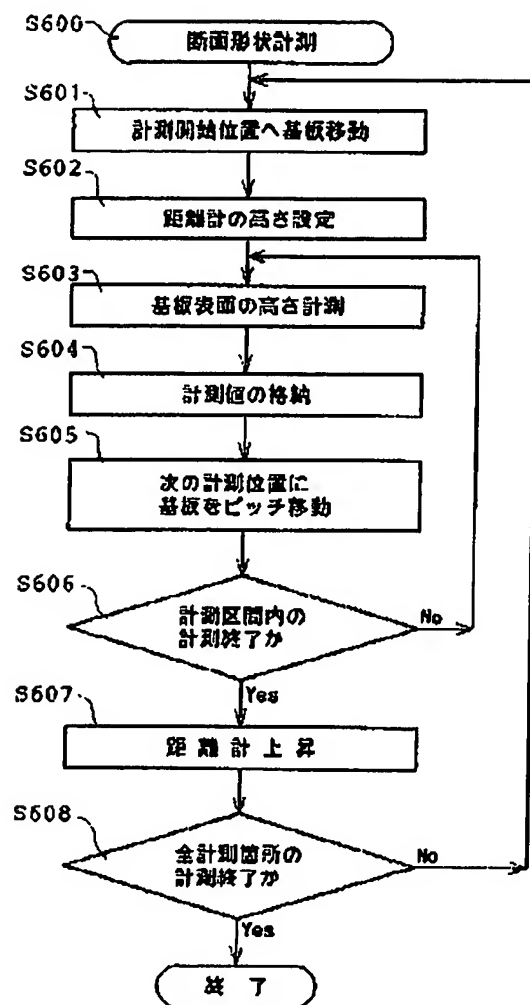 S600
断面形状計測
S601
計測開始位置へ基板移動
S602
距離計の高さ設定
S603
基板表面の高さ計測
S604
計測値の格納
S605
次の計測位置に
基板をピッチ移動
S606
計測区間内の
計測終了か
No
Yes
S607
距離計上昇
S608
全計測箇所の
計測終了か
No
Yes
終了